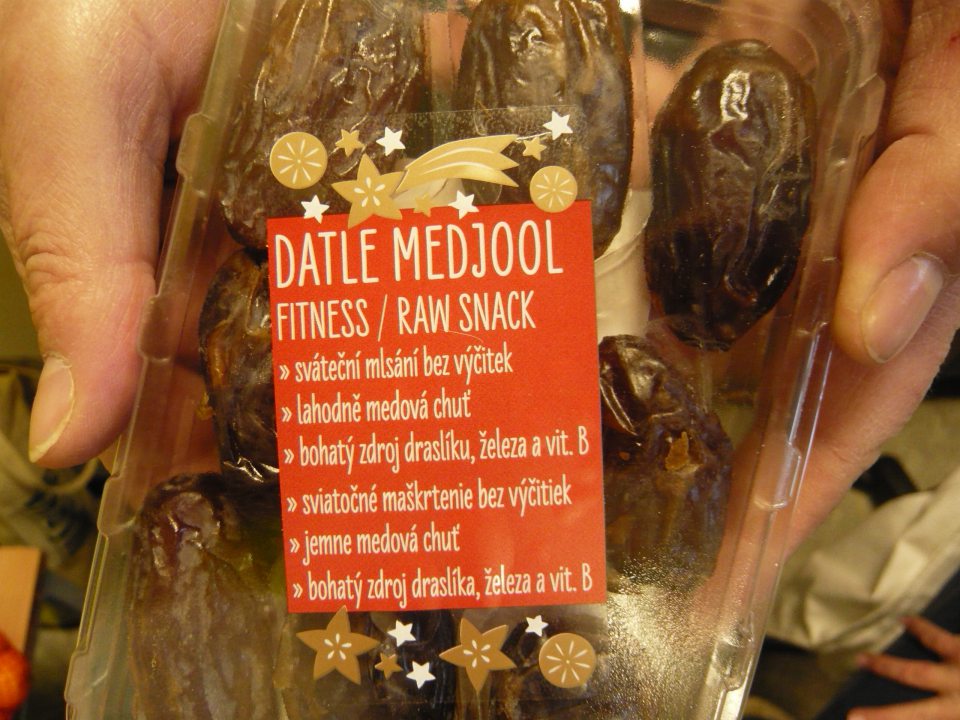 DATLE MEDJOOL
FITNESS / RAW SNACK
» sváteční mlsání bez výčitek
» lahodně medová chuť
» bohatý zdroj draslíku, železa a vit. B
» sviatočné maškrtenie bez výčitiek
» jemne medová chuť
» bohatý zdroj draslíka, železa a vit. B